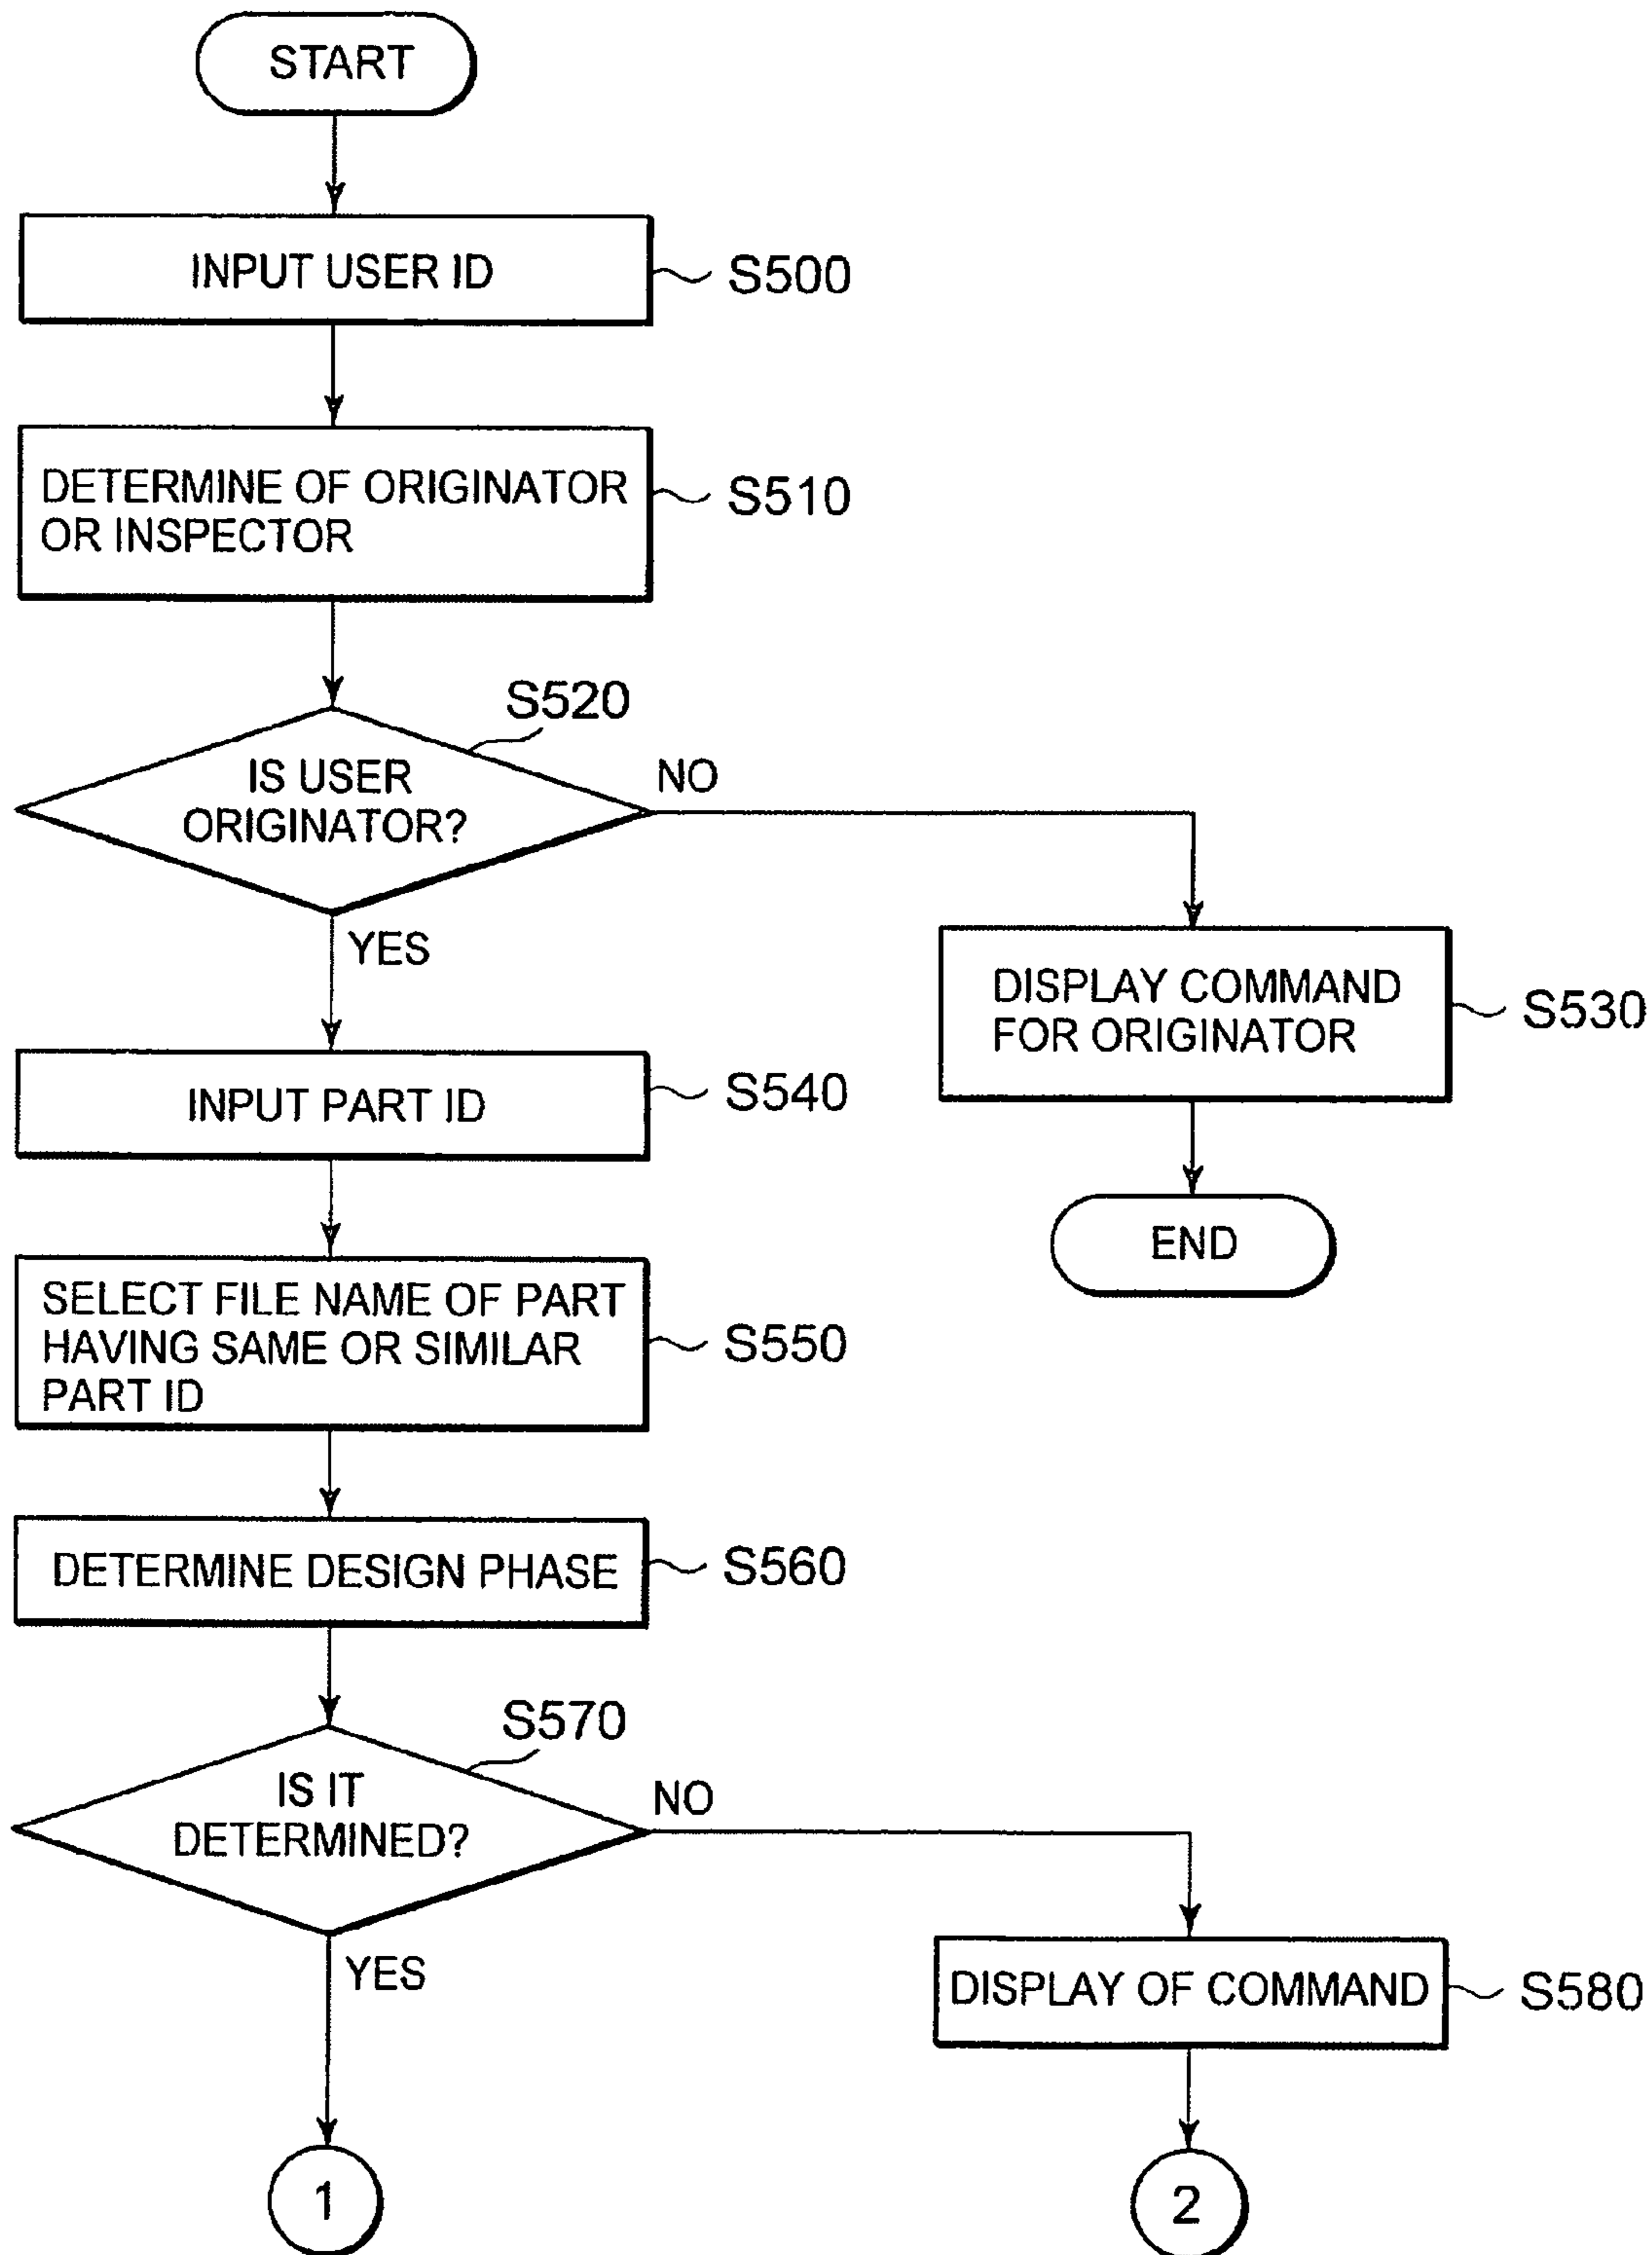 START
INPUT USER ID
S500
DETERMINE OF ORIGINATOR
OR INSPECTOR
S510
S520
IS USER
ORIGINATOR?
NO
YES
DISPLAY COMMAND
FOR ORIGINATOR
S530
INPUT PART ID
S540
END
SELECT FILE NAME OF PART
HAVING SAME OR SIMILAR
PART ID
S550
DETERMINE DESIGN PHASE
S560
S570
IS IT
DETERMINED?
NO
YES
DISPLAY OF COMMAND
S580
1
2